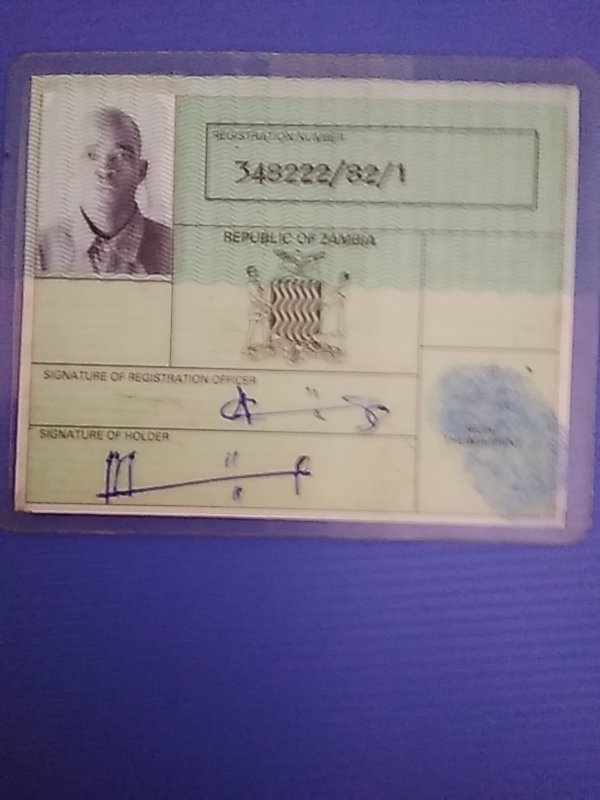 REGISTRATION NUMBER
348222/82/1
REPUBLIC OF ZAMBIA
SIGNATURE OF REGISTRATION OFFICER
SIGNATURE OF HOLDER